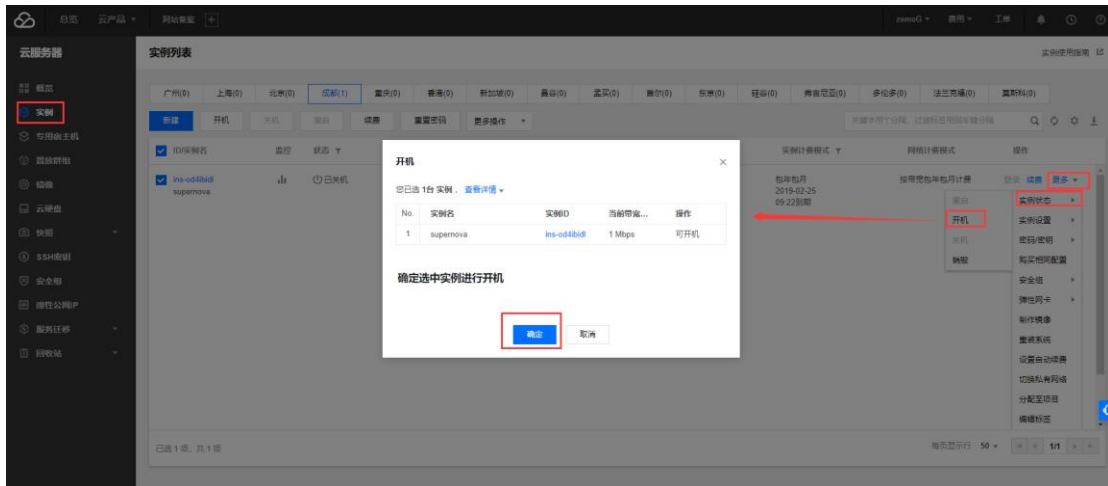 总览 云产品 网站备案 zemoG 费用 工单
云服务器 实例列表 实例使用指南
概览
实例
专用宿主机
置放群组
镜像
云硬盘
快照
SSH密钥
安全组
弹性公网IP
服务迁移
回收站
广州(0) 上海(0) 北京(0) 成都(1) 重庆(0) 香港(0) 新加坡(0) 曼谷(0) 孟买(0) 首尔(0) 东京(0) 硅谷(0) 弗吉尼亚(0) 多伦多(0) 法兰克福(0) 莫斯科(0)
新建 开机 关机 重启 续费 重置密码 更多操作
ID/实例名 监控 状态 实例计费模式 网络计费模式 操作
ins-od4ibidl 已关机 包年包月 按带宽包年包月计费 登录 续费 更多
supernova 2019-02-25
09:22到期
开机
您已选 1台 实例， 查看详情
No. 实例名 实例ID 当前带宽... 操作
1 supernova ins-od4ibidl 1 Mbps 可开机
确定选中实例进行开机
确定 取消
重启
开机
关机
销毁
实例状态
实例设置
密码/密钥
购买相同配置
安全组
弹性网卡
制作镜像
重装系统
设置自动续费
切换私有网络
分配至项目
编辑标签
已选 1 项，共 1 项 每页显示行 50 1/1